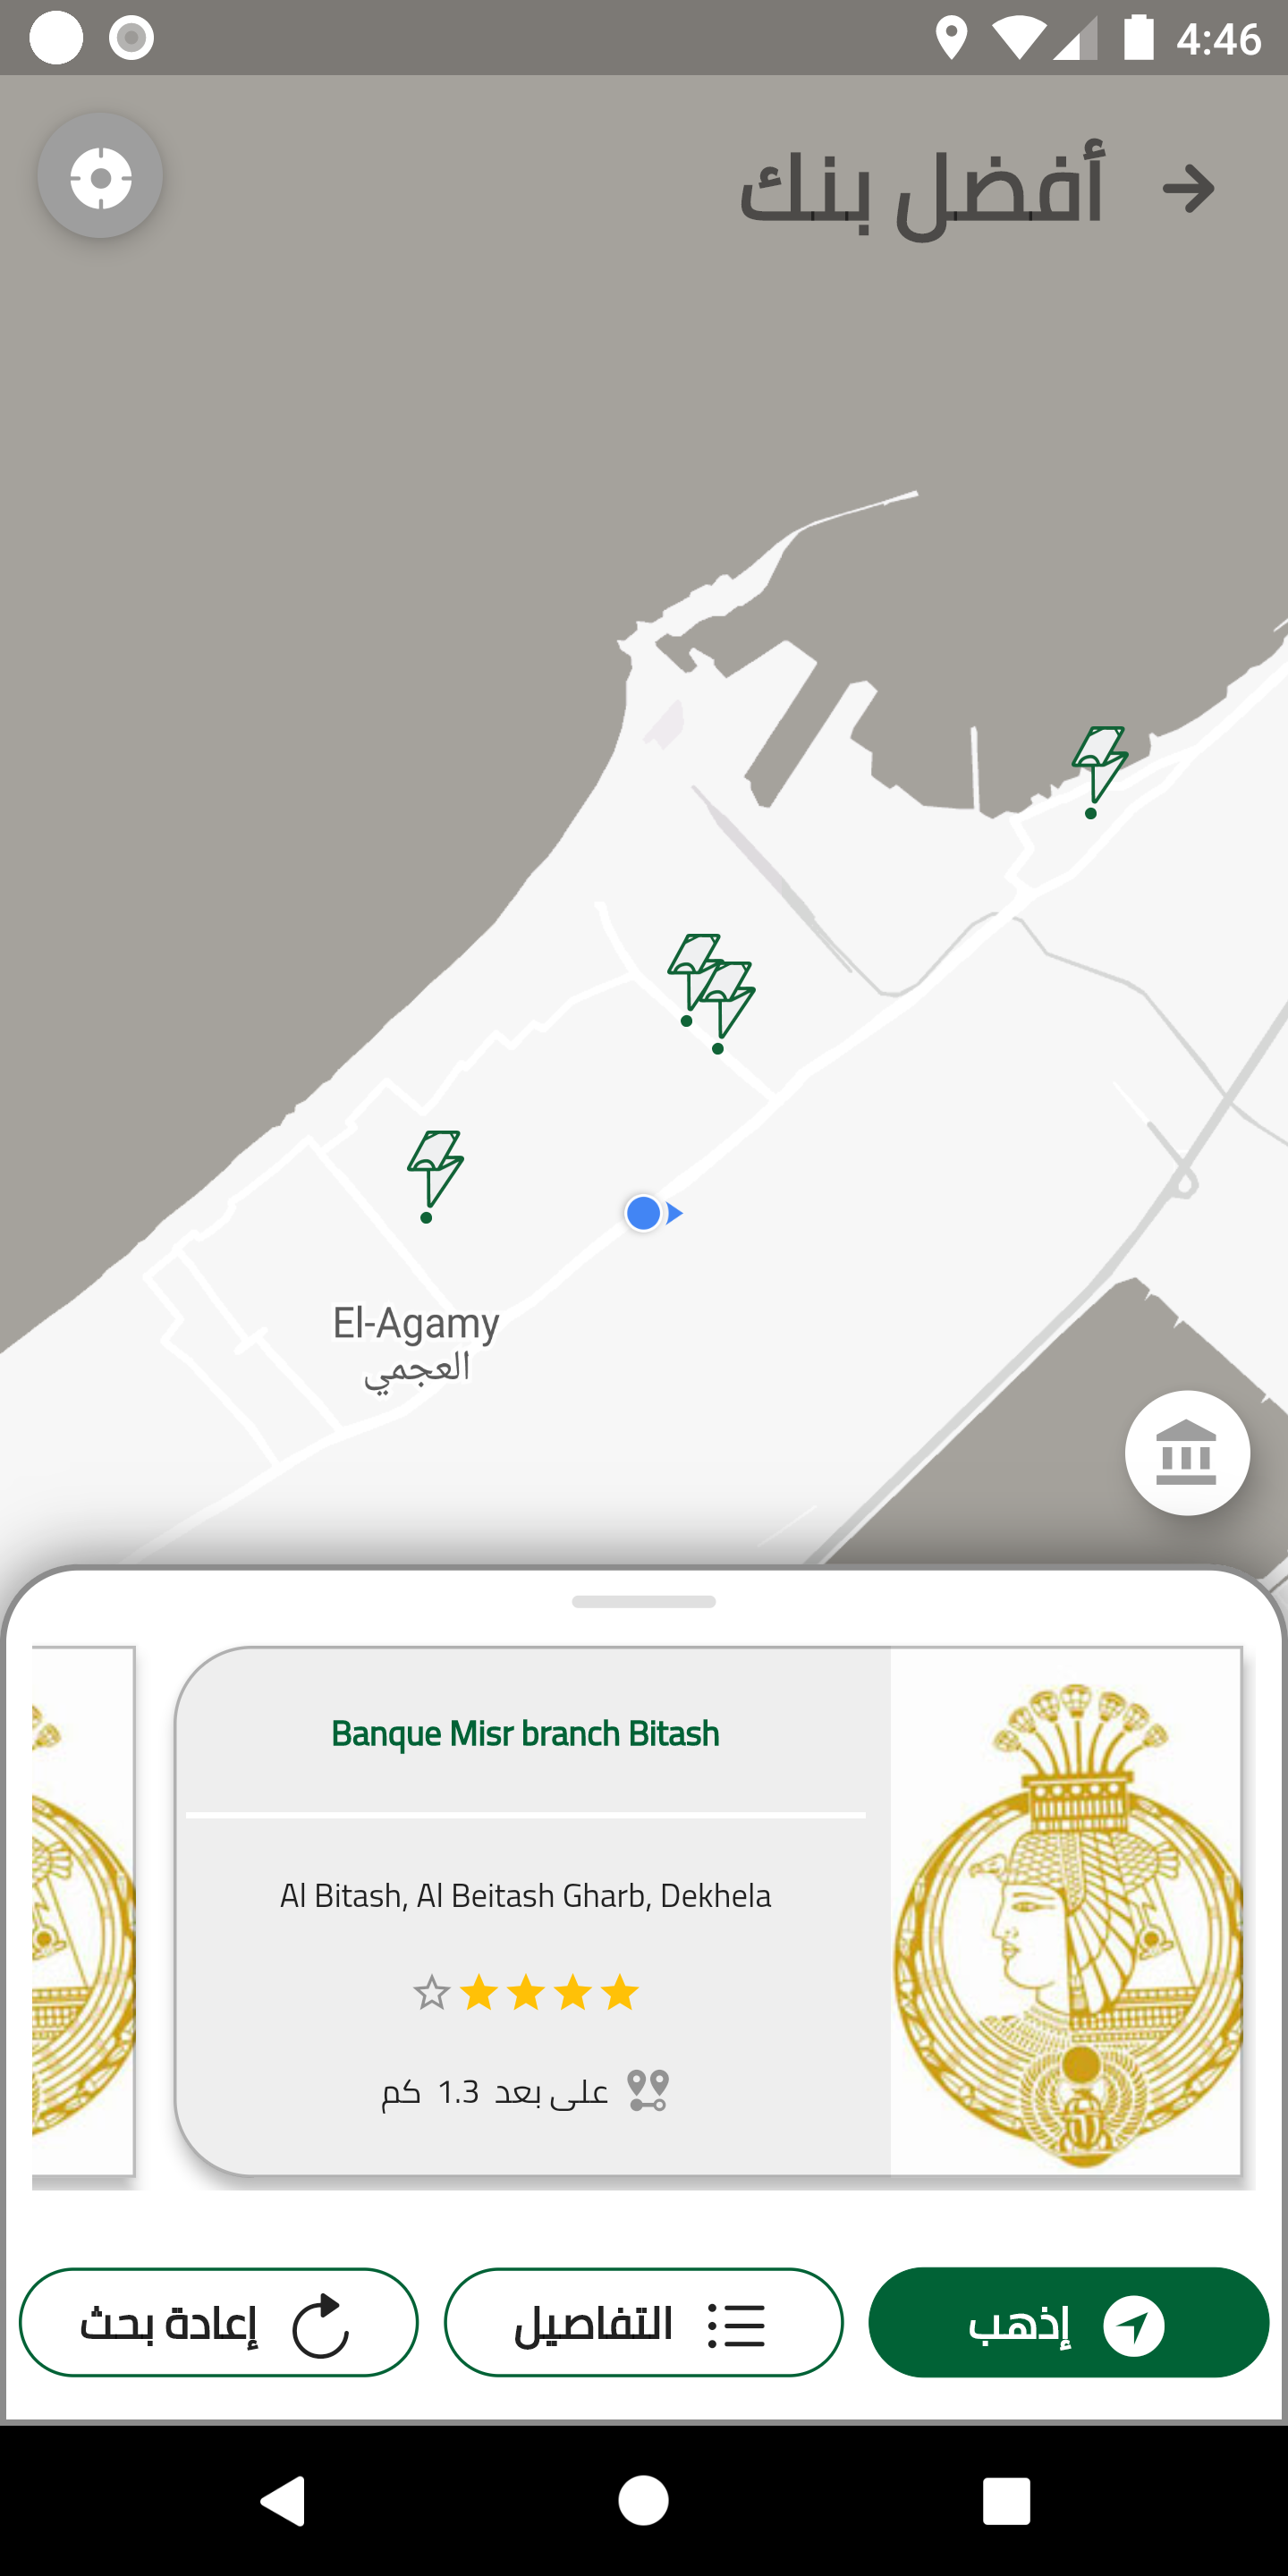 4:46
أفضل بنك
El-Agamy
العجمي
Banque Misr branch Bitash
Al Bitash, Al Beitash Gharb, Dekhela
على بعد 1.3 كم
إذهب
التفاصيل
إعادة بحث